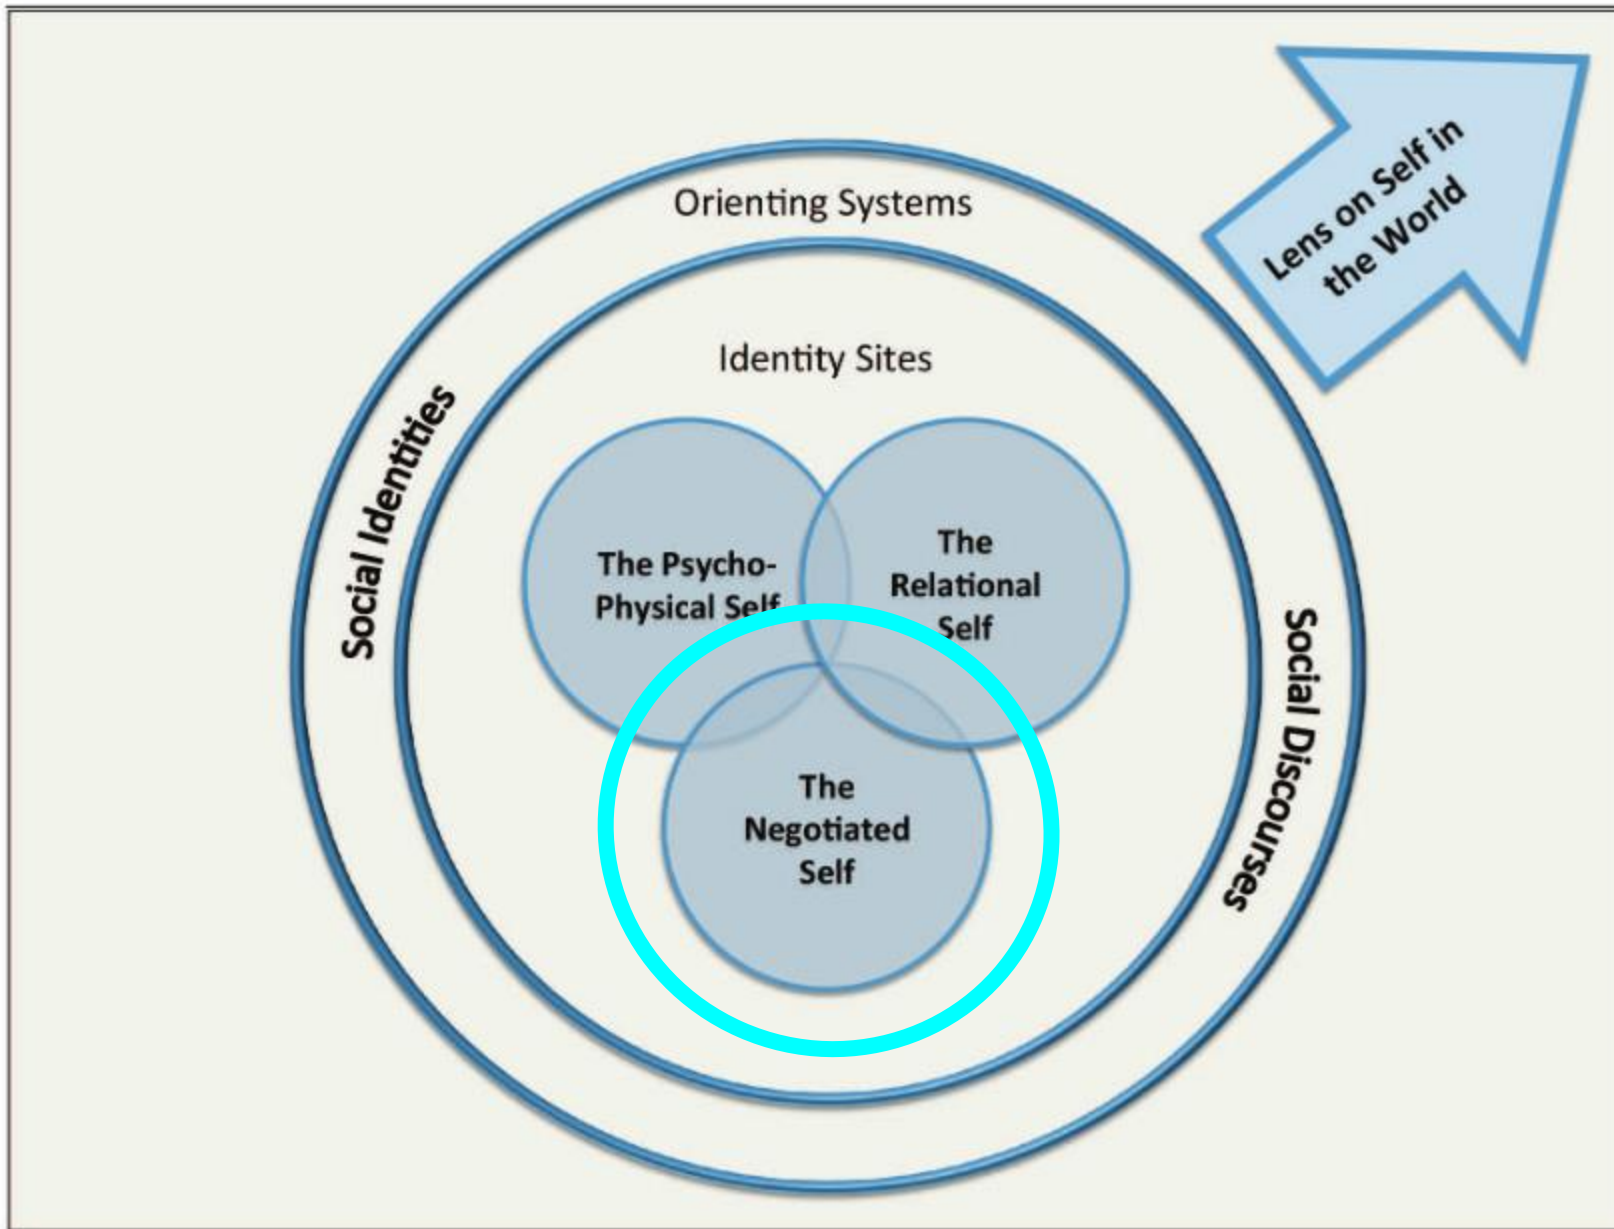 Lens on Self in
the World
Orienting Systems
Identity Sites
Social Identities
The Psycho-
Physical Self
The
Relational
Self
Social Discourses
The
Negotiated
Self